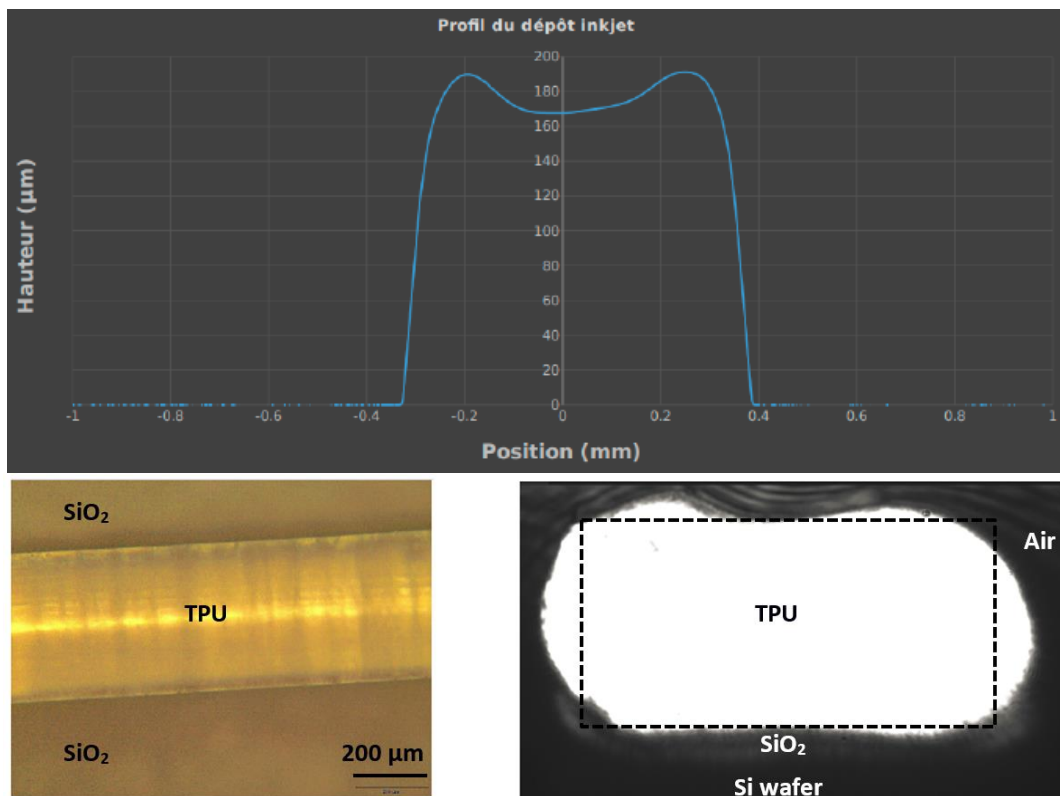 Profil du dépôt inkjet
200
180
160
140
120
100
80
60
40
20
0
-1 -0.8 -0.6 -0.4 -0.2 0 0.2 0.4 0.6 0.8 1
Hauteur (µm)
Position (mm)
SiO₂
TPU
SiO₂
200 µm
Air
TPU
SiO₂
Si wafer